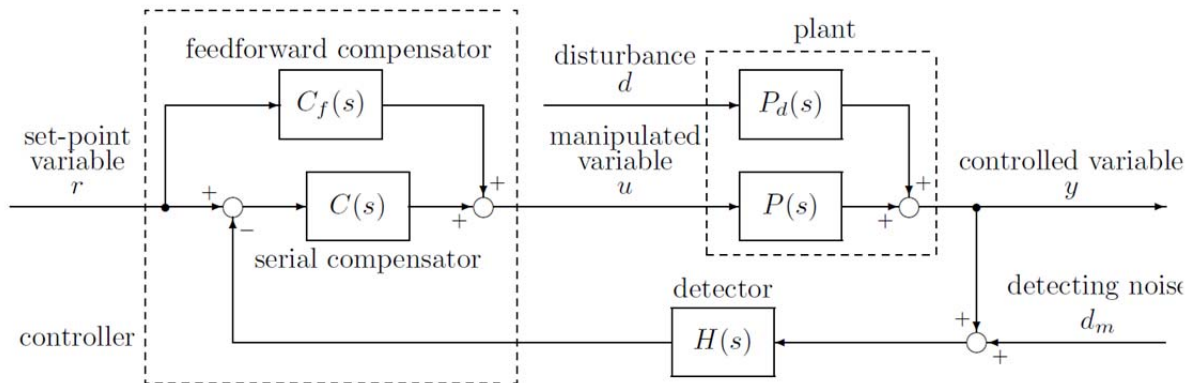 feedforward compensator
C_f(s)
set-point
variable
r
+
−
C(s)
+
+
serial compensator
controller
disturbance
d
manipulated
variable
u
plant
P_d(s)
P(s)
+
+
controlled variable
y
detector
H(s)
+
+
detecting noise
d_m